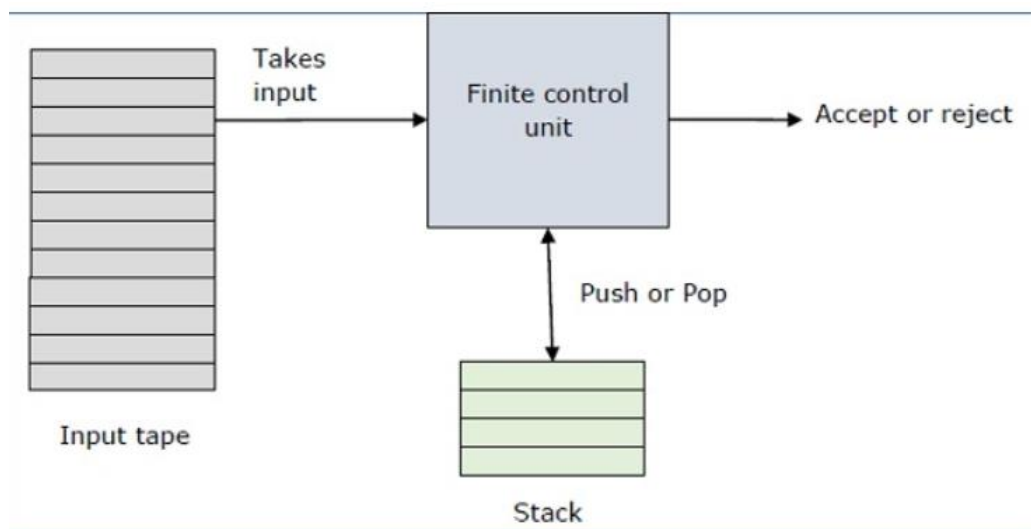 Takes
input
Finite control
unit
Accept or reject
Push or Pop
Input tape
Stack